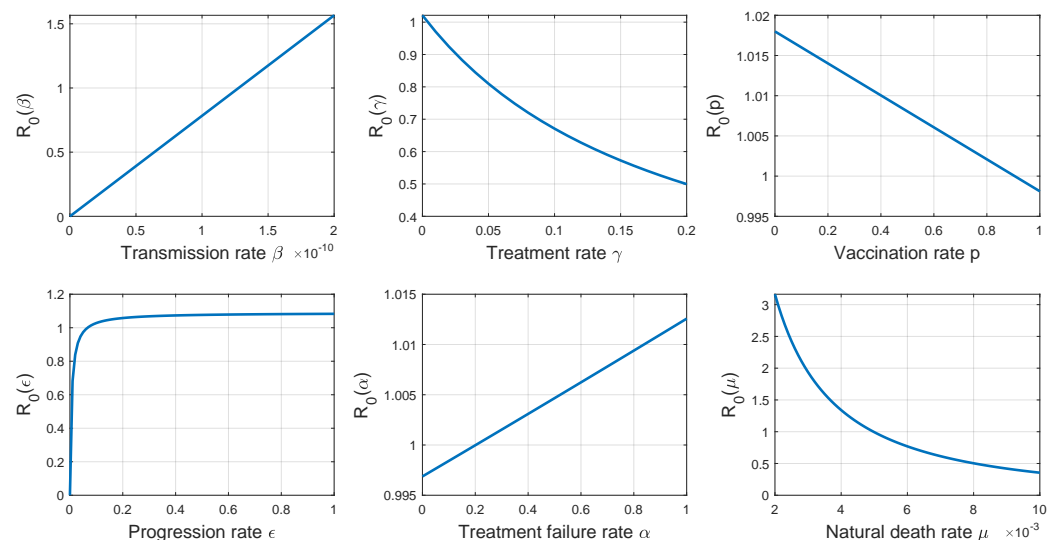 R0(β)
1.5
1
0.5
0
0 0.5 1 1.5 2
Transmission rate β ×10-10
R0(γ)
1
0.9
0.8
0.7
0.6
0.5
0.4
0 0.05 0.1 0.15 0.2
Treatment rate γ
R0(p)
1.02
1.015
1.01
1.005
1
0.995
0 0.2 0.4 0.6 0.8 1
Vaccination rate p
R0(ϵ)
1.2
1
0.8
0.6
0.4
0.2
0
0 0.2 0.4 0.6 0.8 1
Progression rate ϵ
R0(α)
1.015
1.01
1.005
1
0.995
0 0.2 0.4 0.6 0.8 1
Treatment failure rate α
R0(μ)
3
2.5
2
1.5
1
0.5
0
2 4 6 8 10
Natural death rate μ ×10-3